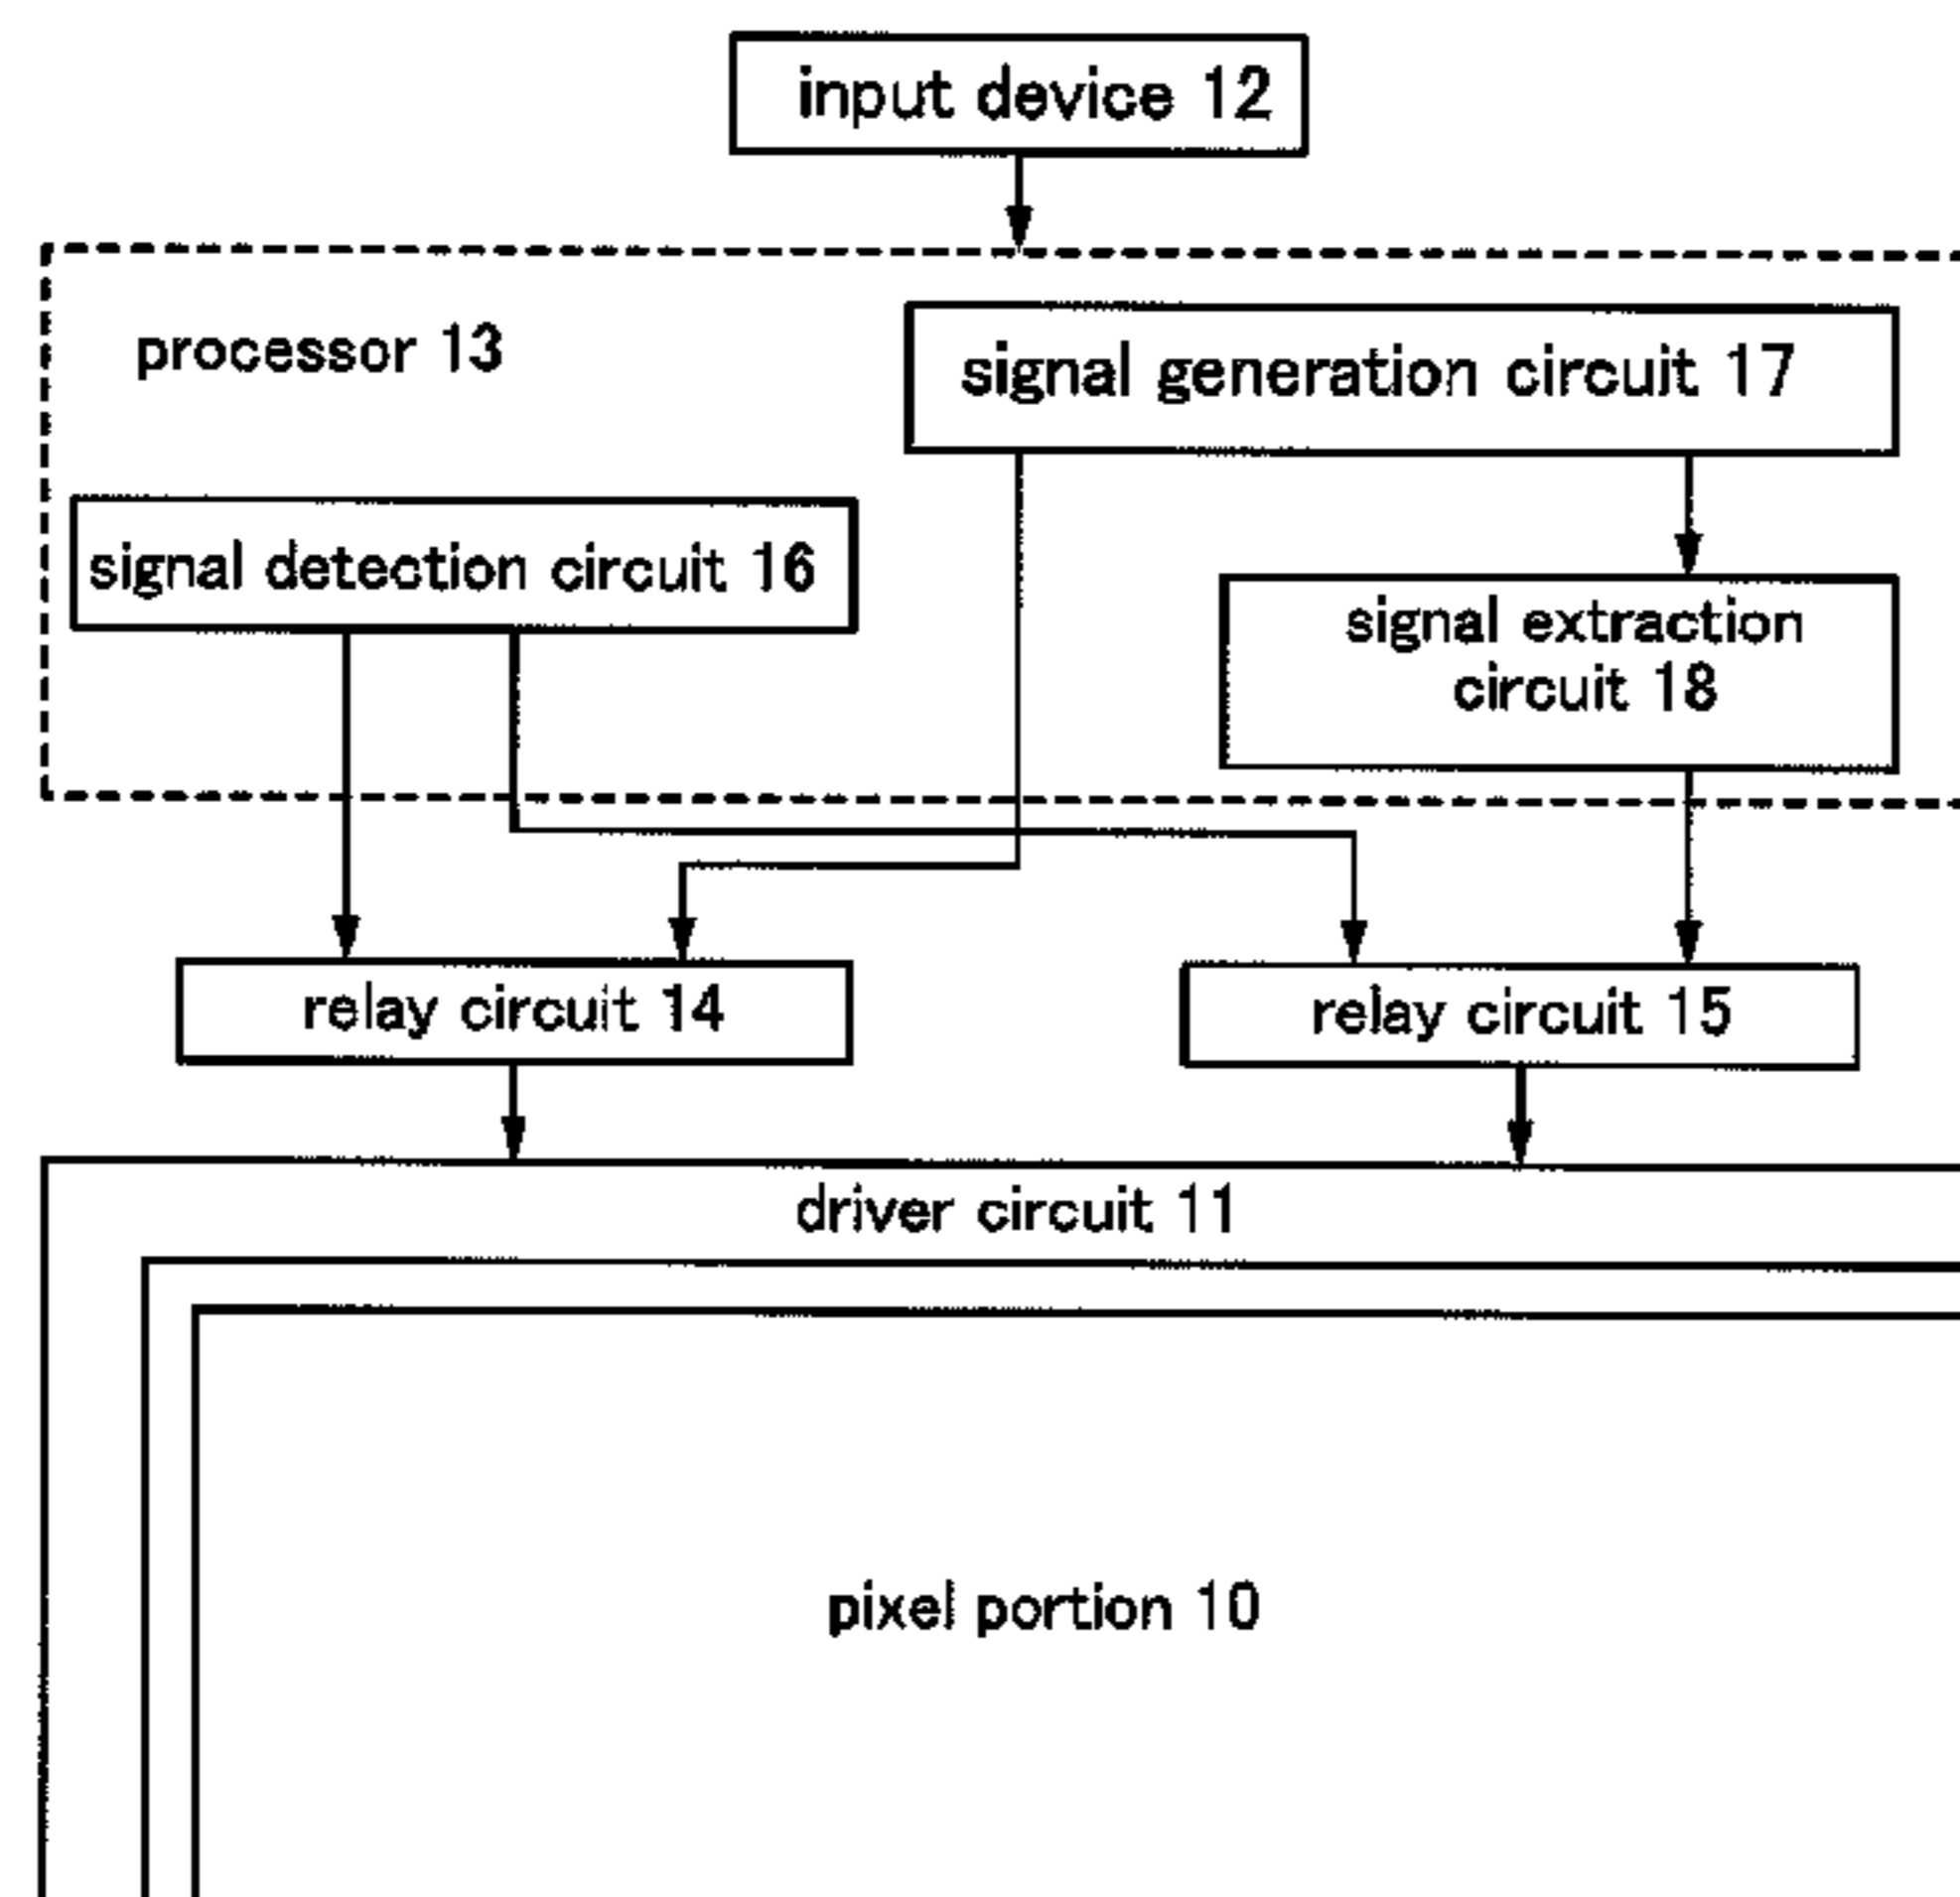 input device 12
processor 13
signal generation circuit 17
signal detection circuit 16
signal extraction
circuit 18
relay circuit 14
relay circuit 15
driver circuit 11
pixel portion 10